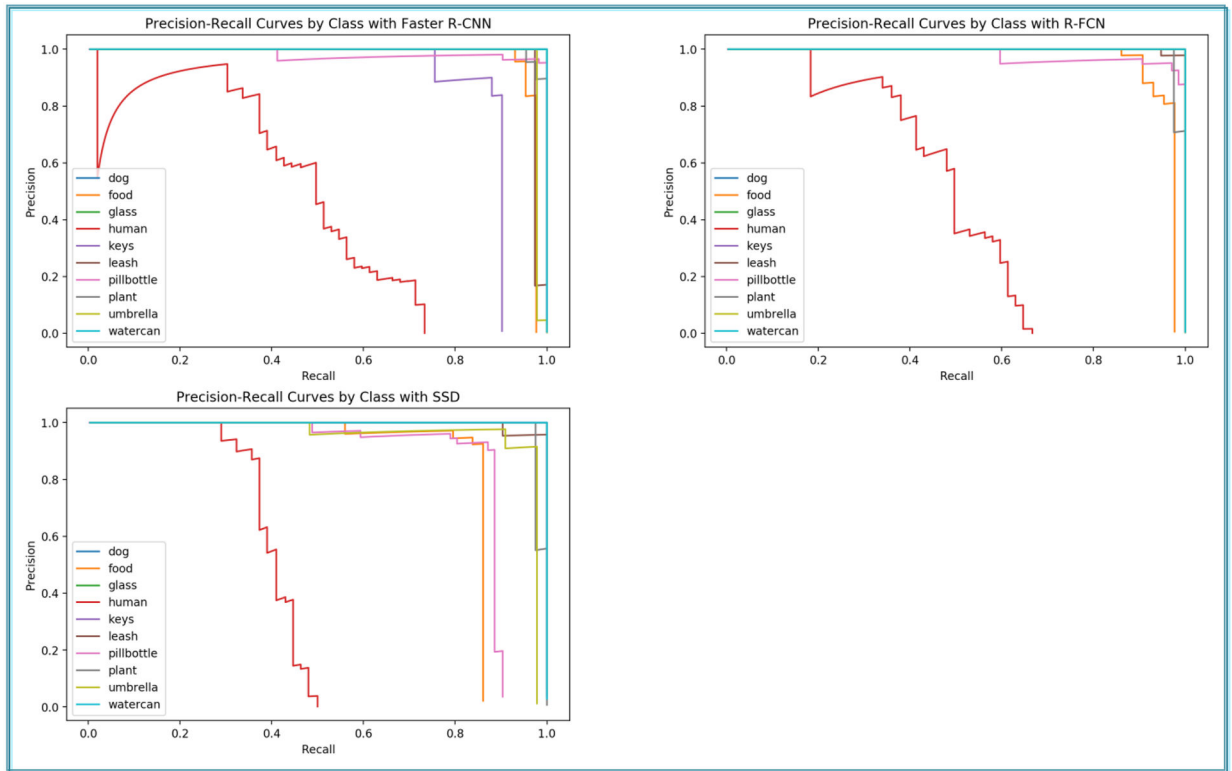 Precision-Recall Curves by Class with Faster R-CNN
1.0
0.8
0.6
0.4
0.2
0.0
Precision
dog
food
glass
human
keys
leash
pillbottle
plant
umbrella
watercan
0.0 0.2 0.4 0.6 0.8 1.0
Recall
Precision-Recall Curves by Class with R-FCN
1.0
0.8
0.6
0.4
0.2
0.0
Precision
dog
food
glass
human
keys
leash
pillbottle
plant
umbrella
watercan
0.0 0.2 0.4 0.6 0.8 1.0
Recall
Precision-Recall Curves by Class with SSD
1.0
0.8
0.6
0.4
0.2
0.0
Precision
dog
food
glass
human
keys
leash
pillbottle
plant
umbrella
watercan
0.0 0.2 0.4 0.6 0.8 1.0
Recall